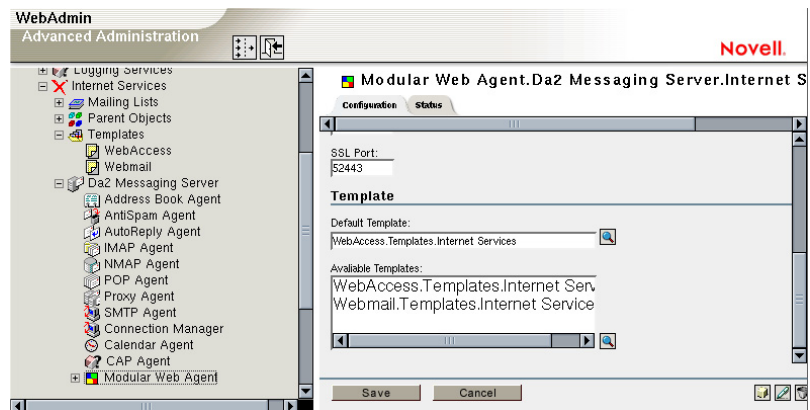 WebAdmin
Advanced Administration
Novell.
Logging Services
Internet Services
Mailing Lists
Parent Objects
Templates
WebAccess
Webmail
Da2 Messaging Server
Address Book Agent
AntiSpam Agent
AutoReply Agent
IMAP Agent
NMAP Agent
POP Agent
Proxy Agent
SMTP Agent
Connection Manager
Calendar Agent
CAP Agent
Modular Web Agent
Modular Web Agent.Da2 Messaging Server.Internet S
Configuration Status
SSL Port:
52443
Template
Default Template:
WebAccess.Templates.Internet Services
Avaliable Templates:
WebAccess.Templates.Internet Serv
Webmail.Templates.Internet Service
Save Cancel